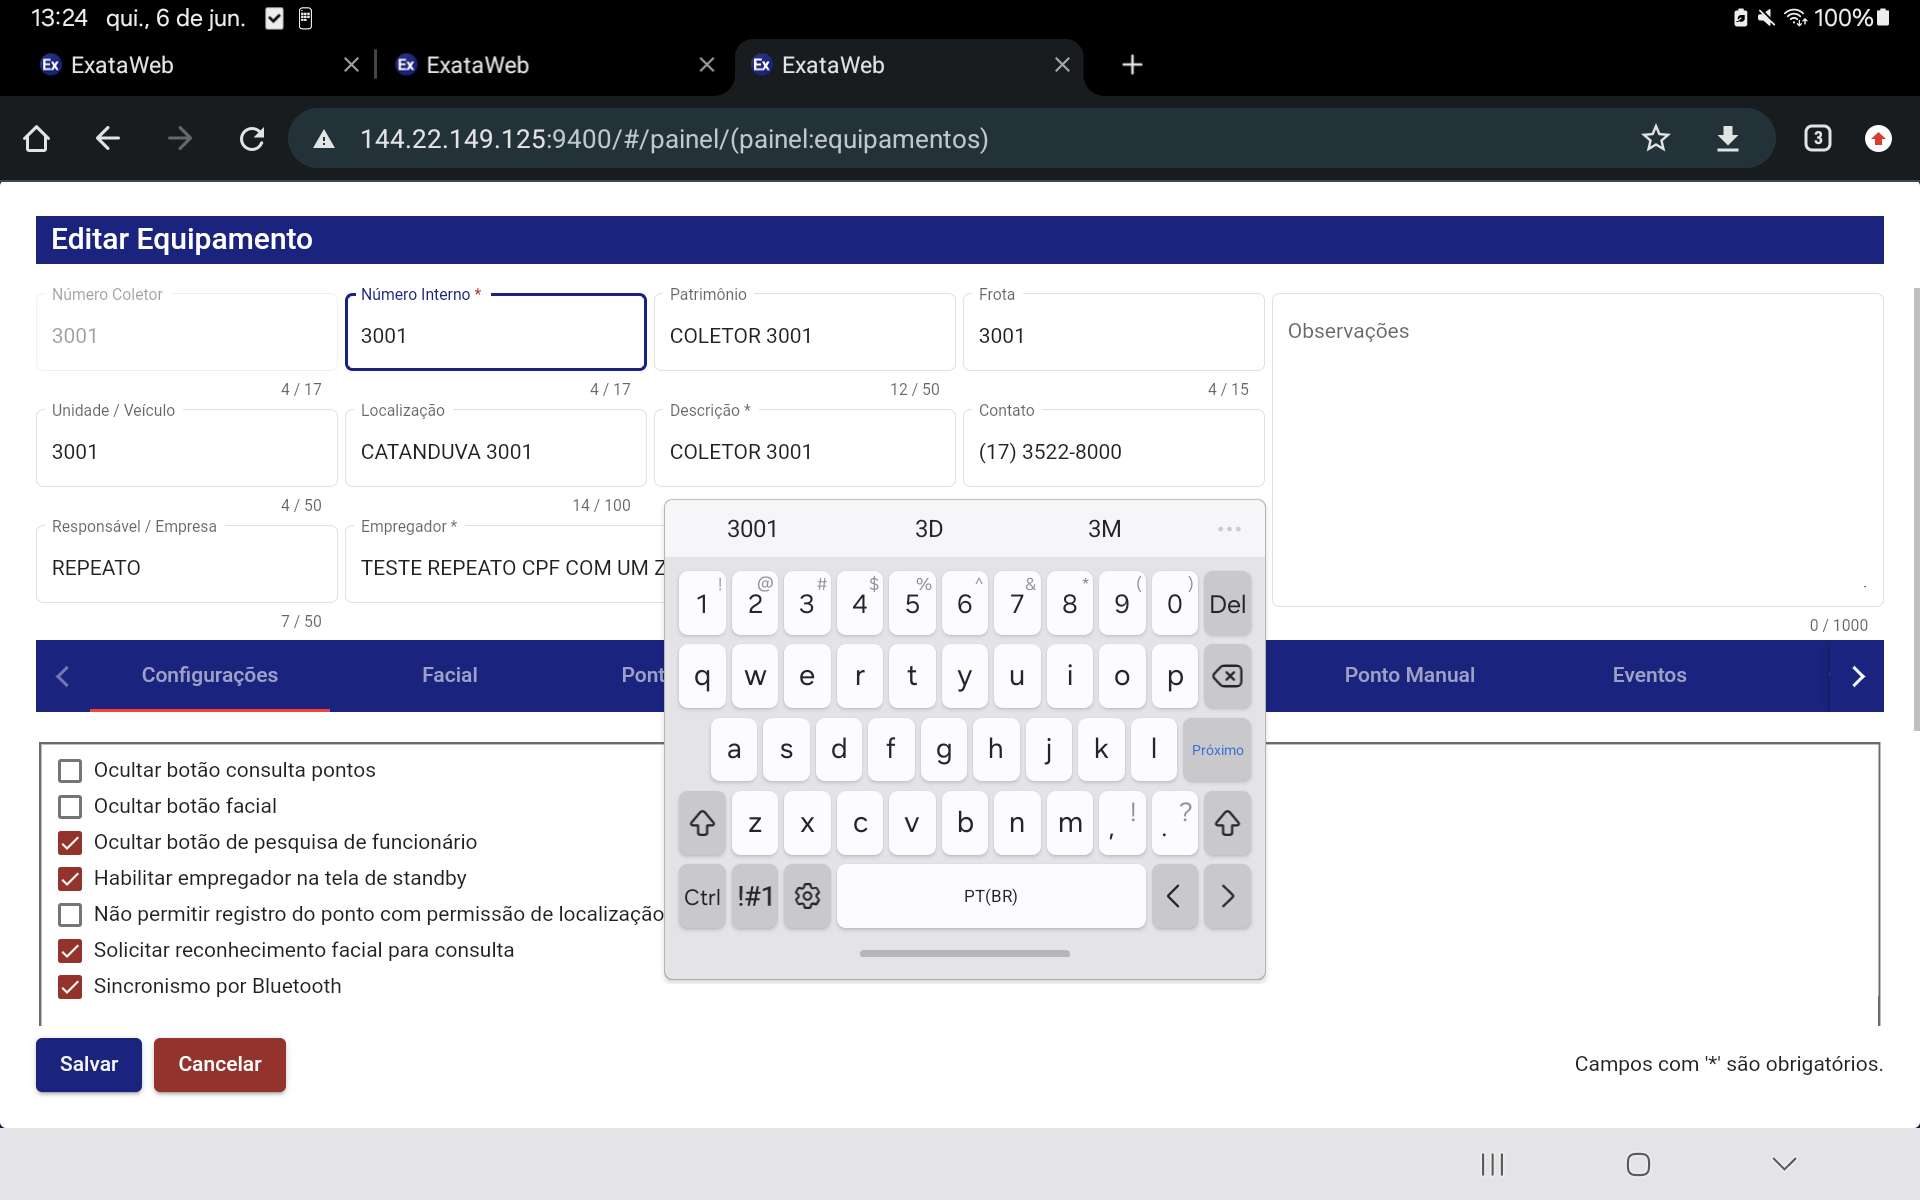 13:24 qui., 6 de jun. 100%
Ex ExataWeb Ex ExataWeb Ex ExataWeb
144.22.149.125:9400/#/painel/(painel:equipamentos) 3
Editar Equipamento
Número Coletor Número Interno * Patrimônio Frota
3001 3001 COLETOR 3001 3001 Observações
4 / 17 4 / 17 12 / 50 4 / 15
Unidade / Veículo Localização Descrição * Contato
3001 CATANDUVA 3001 COLETOR 3001 (17) 3522-8000
4 / 50 14 / 100
Responsável / Empresa Empregador *
REPEATO TESTE REPEATO CPF COM UM Z
7 / 50 0 / 1000
Configurações Facial Pont Ponto Manual Eventos
Ocultar botão consulta pontos
Ocultar botão facial
Ocultar botão de pesquisa de funcionário
Habilitar empregador na tela de standby
Não permitir registro do ponto com permissão de localização
Solicitar reconhecimento facial para consulta
Sincronismo por Bluetooth
3001 3D 3M ...
! @ # $ % ^ & * ( )
1 2 3 4 5 6 7 8 9 0 Del
q w e r t y u i o p
a s d f g h j k l Próximo
z x c v b n m , ! . ?
Ctrl !#1 PT(BR) < >
Salvar Cancelar Campos com '*' são obrigatórios.